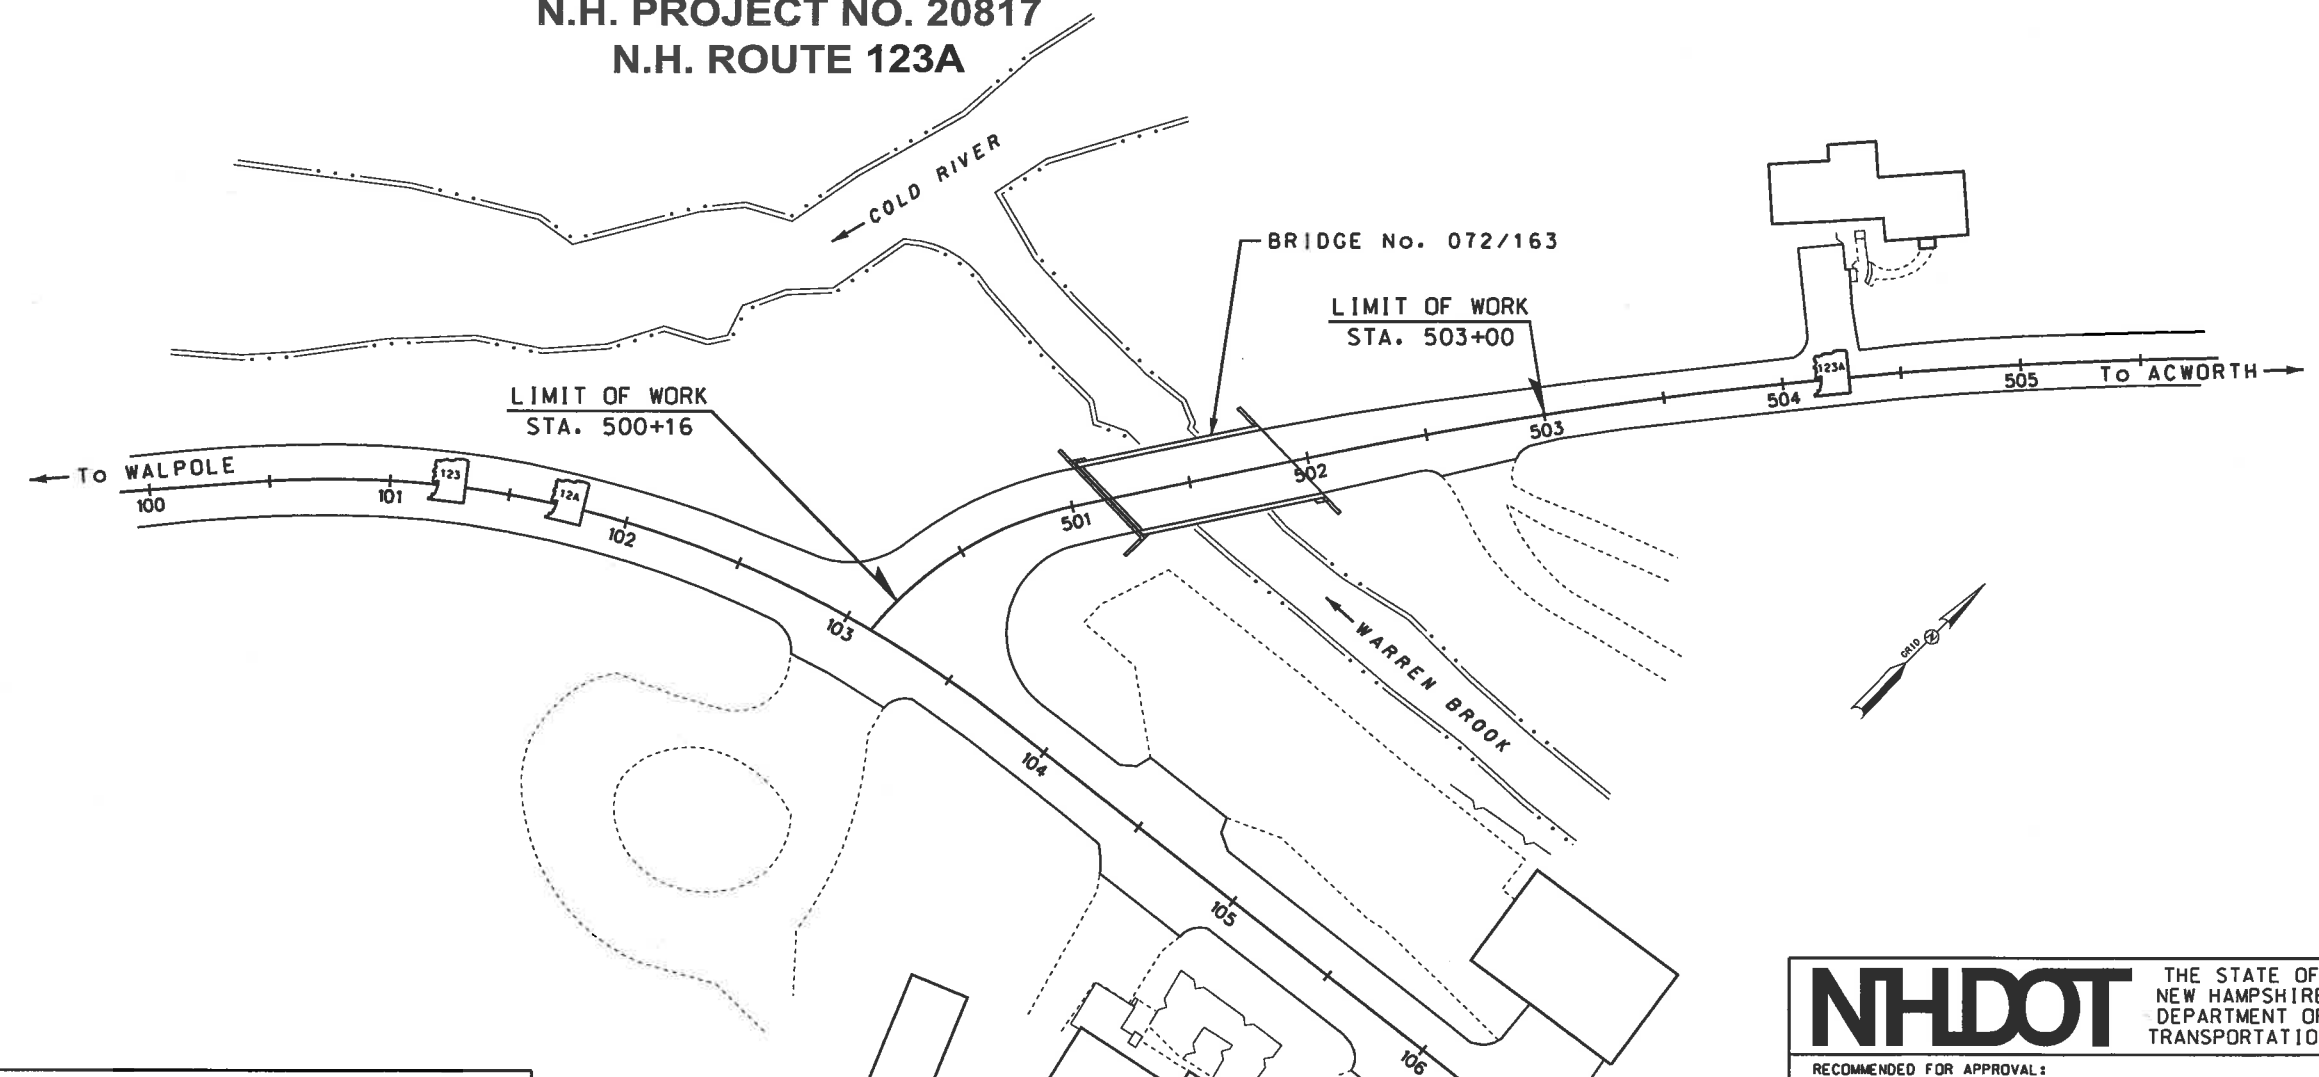 N.H. PROJECT NO. 20817
N.H. ROUTE 123A
COLD RIVER
BRIDGE No. 072/163
LIMIT OF WORK
STA. 503+00
LIMIT OF WORK
STA. 500+16
To WALPOLE
100
101
123
12A
102
103
104
105
106
501
502
503
504
123A
505
To ACWORTH
WARREN BROOK
GRID N
NHDOT
THE STATE OF
NEW HAMPSHIRE
DEPARTMENT OF
TRANSPORTATIO
RECOMMENDED FOR APPROVAL: